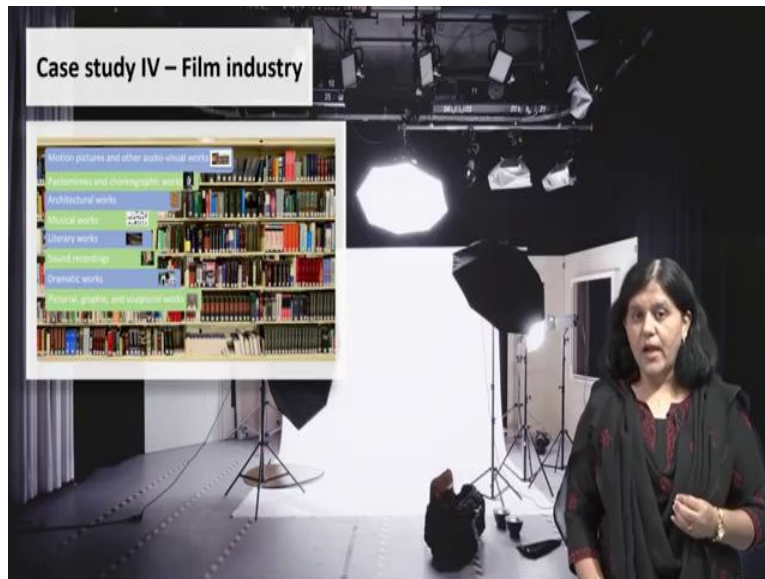 Case study IV – Film industry
Motion pictures and other audio-visual works
Pantomimes and choreographic works
Architectural works
Musical works
Literary works
Sound recordings
Dramatic works
Pictorial, graphic, and sculptural works